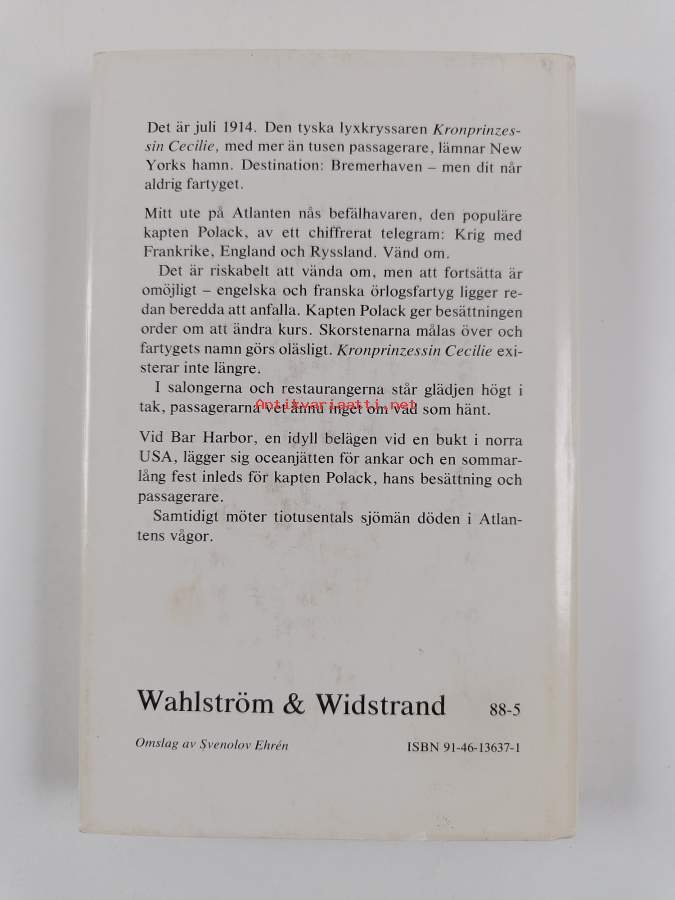 Det är juli 1914. Den tyska lyxkryssaren Kronprinzes-
sin Cecilie, med mer än tusen passagerare, lämnar New
Yorks hamn. Destination: Bremerhaven – men dit når
aldrig fartyget.
Mitt ute på Atlanten nås befälhavaren, den populäre
kapten Polack, av ett chiffrerat telegram: Krig med
Frankrike, England och Ryssland. Vänd om.
Det är riskabelt att vända om, men att fortsätta är
omöjligt – engelska och franska örlogsfartyg ligger re-
dan beredda att anfalla. Kapten Polack ger besättningen
order om att ändra kurs. Skorstenarna målas över och
fartygets namn görs oläsligt. Kronprinzessin Cecilie exi-
sterar inte längre.
I salongerna och restaurangerna står glädjen högt i
tak, passagerarna vet ännu inget om vad som hänt.
Antikvariaatti.net
Vid Bar Harbor, en idyll belägen vid en bukt i norra
USA, lägger sig oceanjätten för ankar och en sommar-
lång fest inleds för kapten Polack, hans besättning och
passagerare.
Samtidigt möter tiotusentals sjömän döden i Atlan-
tens vågor.
Wahlström & Widstrand 88-5
Omslag av Svenolov Ehrén ISBN 91-46-13637-1